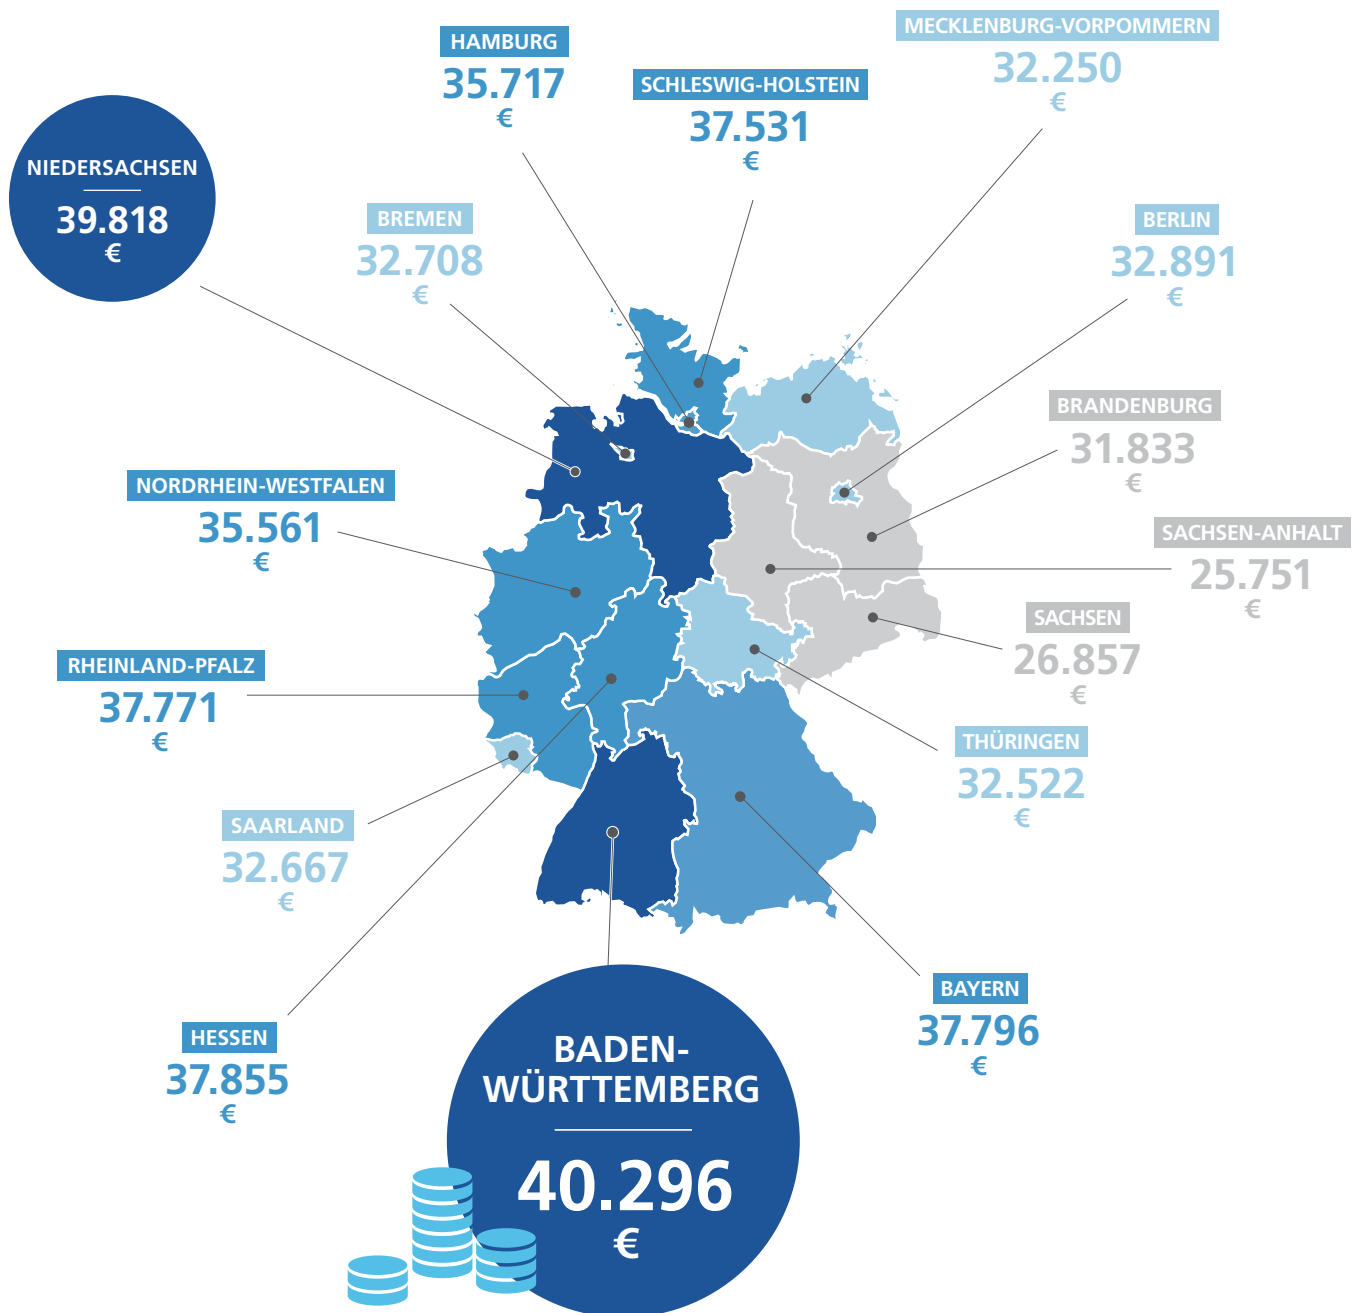 MECKLENBURG-VORPOMMERN
32.250
€
HAMBURG
35.717
€
SCHLESWIG-HOLSTEIN
37.531
€
NIEDERSACHSEN
39.818
€
BREMEN
32.708
€
BERLIN
32.891
€
BRANDENBURG
31.833
€
NORDRHEIN-WESTFALEN
35.561
€
SACHSEN-ANHALT
25.751
€
SACHSEN
26.857
€
RHEINLAND-PFALZ
37.771
€
THÜRINGEN
32.522
€
SAARLAND
32.667
€
BAYERN
37.796
€
HESSEN
37.855
€
BADEN-
WÜRTTEMBERG
40.296
€